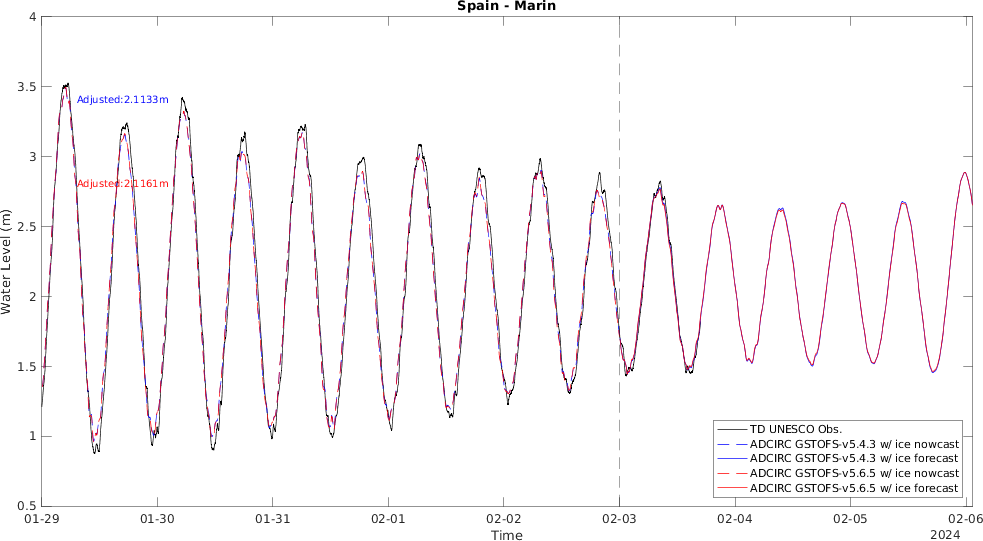 Spain - Marin
4
3.5
3
2.5
2
1.5
1
0.5
Water Level (m)
Adjusted:2.1133m
Adjusted:2.1161m
TD UNESCO Obs.
ADCIRC GSTOFS-v5.4.3 w/ ice nowcast
ADCIRC GSTOFS-v5.4.3 w/ ice forecast
ADCIRC GSTOFS-v5.6.5 w/ ice nowcast
ADCIRC GSTOFS-v5.6.5 w/ ice forecast
01-29 01-30 01-31 02-01 02-02 02-03 02-04 02-05 02-06
Time
2024